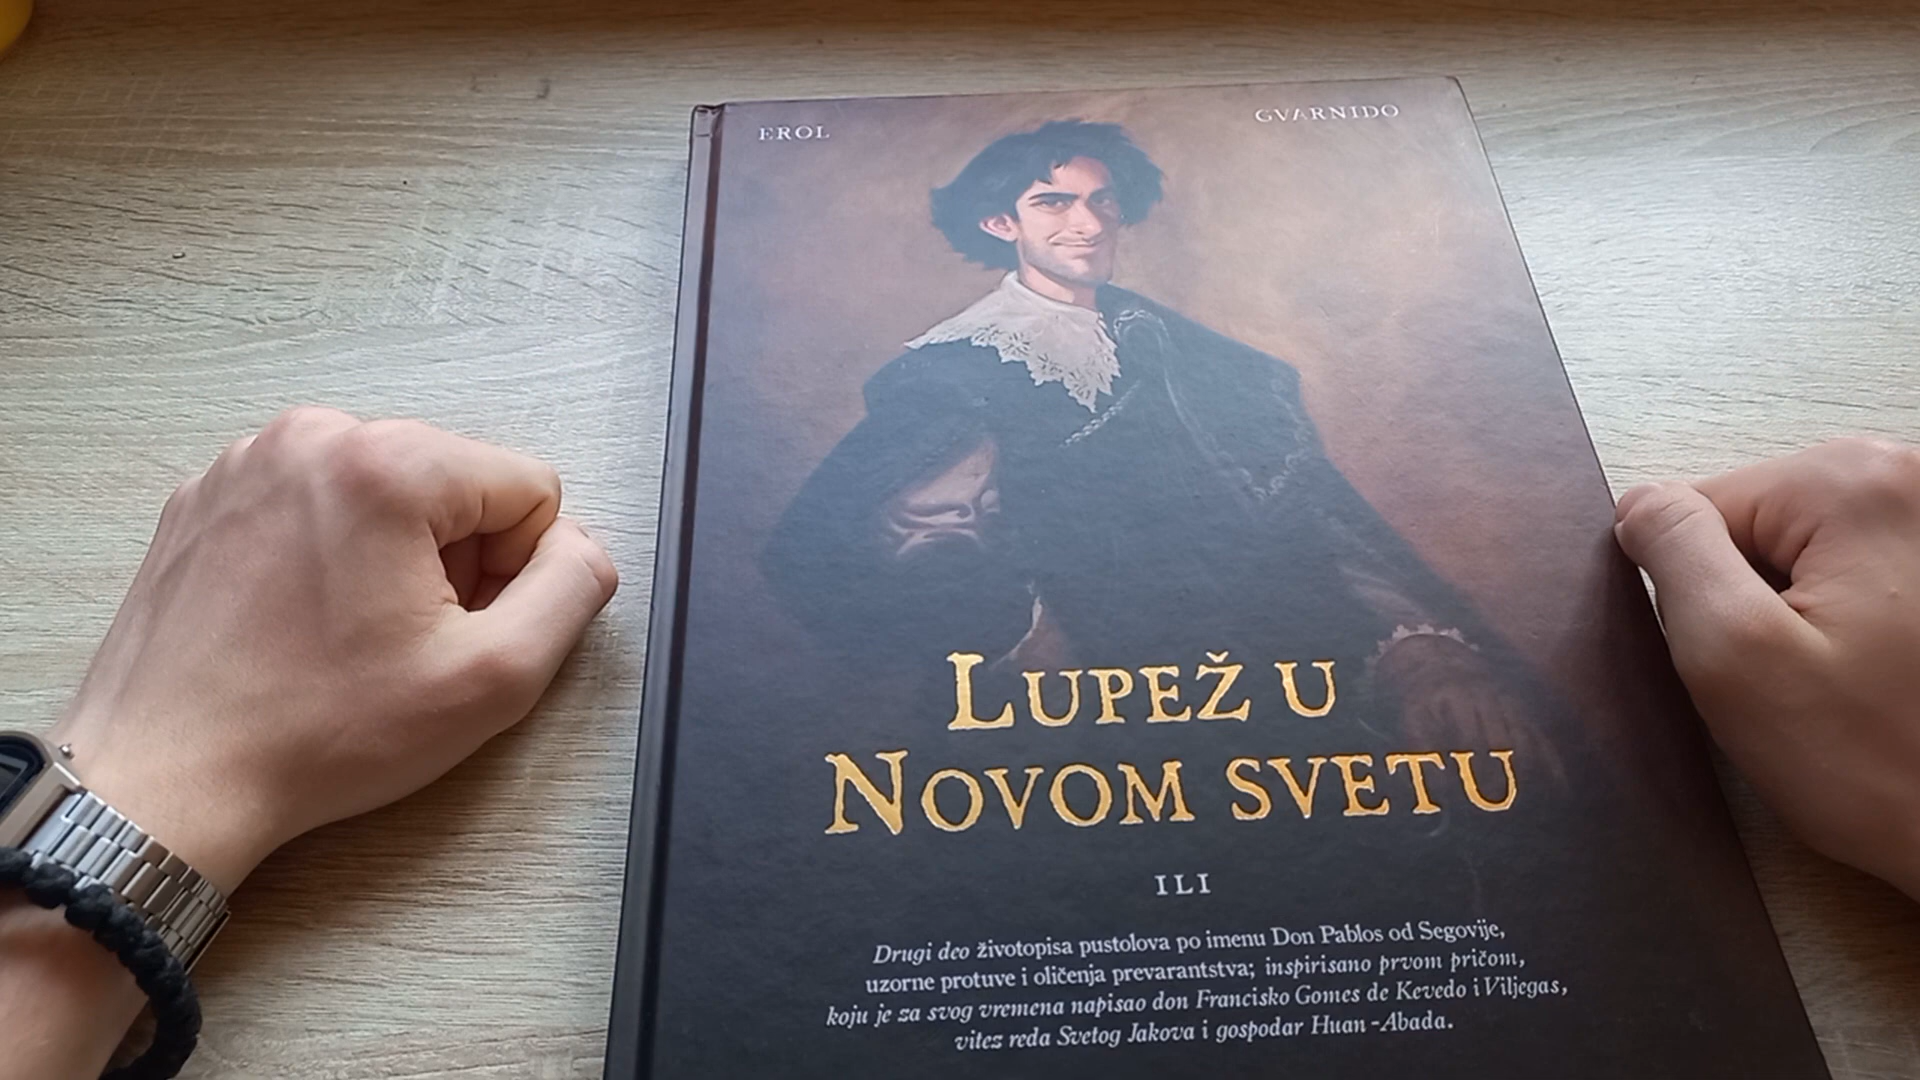 EROL
GVARNIDO
LUPEŽ U
NOVOM SVETU
ILI
Drugi deo životopisa pustolova po imenu Don Pablos od Segovije,
uzorne protuve i oličenja prevarantstva; inspirisano prvom pričom,
koju je za svog vremena napisao don Francisko Gomes de Kevedo i Viljegas,
vitez reda Svetog Jakova i gospodar Huan-Abada.